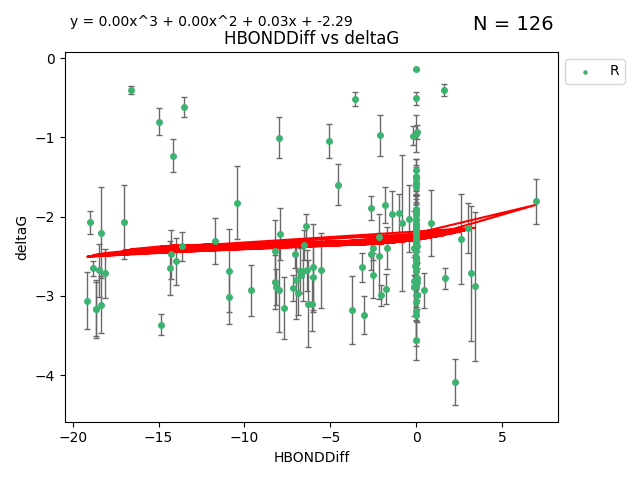 y = 0.00x^3 + 0.00x^2 + 0.03x + -2.29
N = 126
HBONDDiff vs deltaG
R
deltaG
0
−1
−2
−3
−4
−20
−15
−10
−5
0
5
HBONDDiff